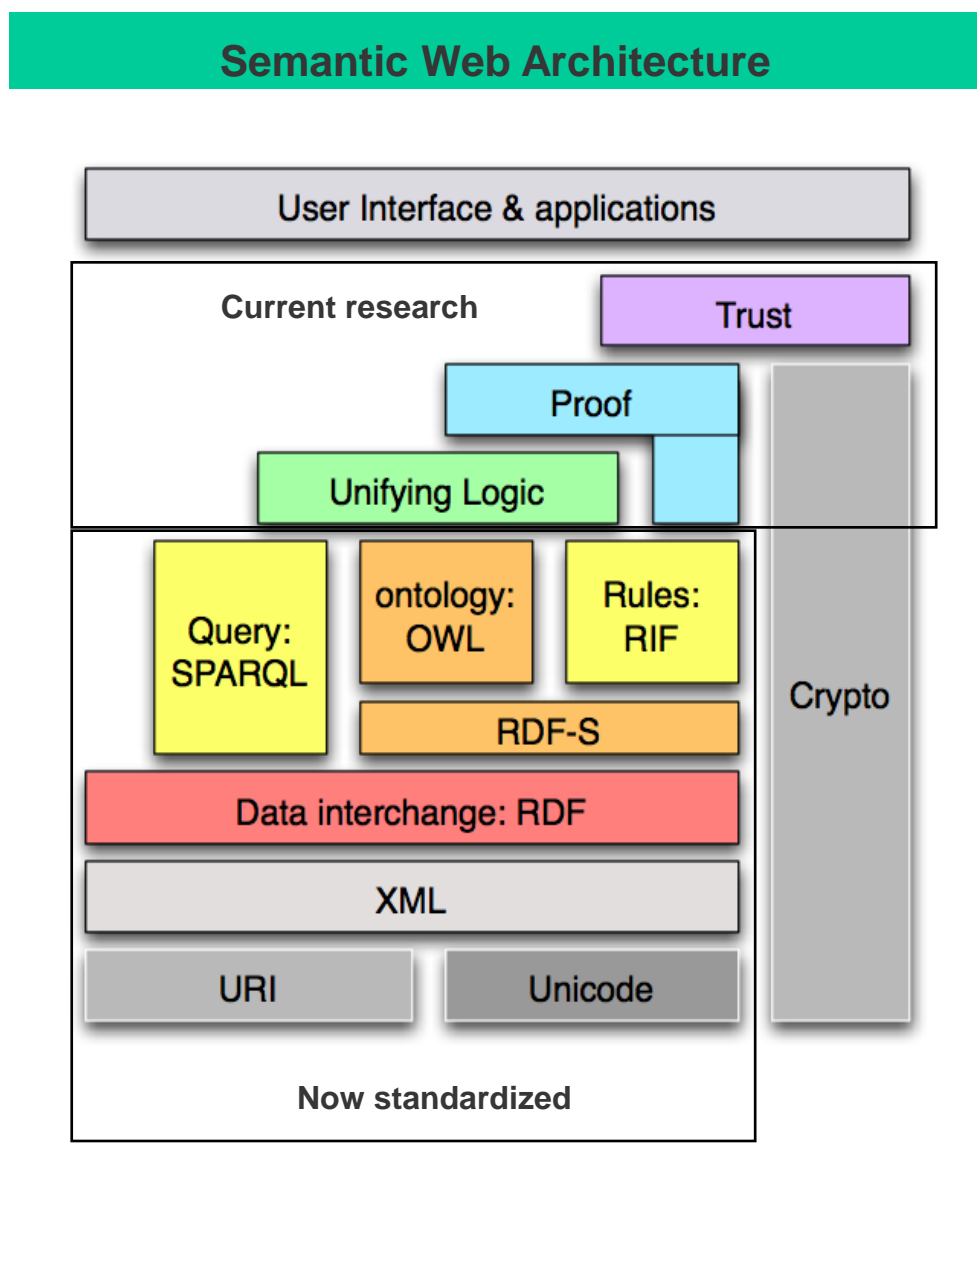 Semantic Web Architecture
User Interface & applications
Current research
Trust
Proof
Unifying Logic
Query:
SPARQL
ontology:
OWL
Rules:
RIF
Crypto
RDF-S
Data interchange: RDF
XML
URI
Unicode
Now standardized